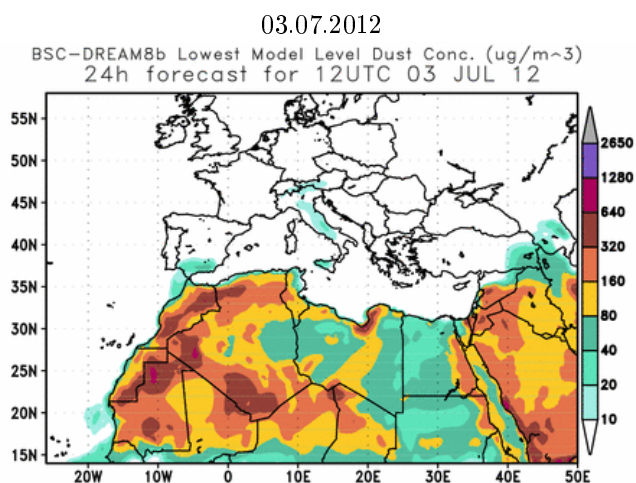 03.07.2012
BSC-DREAM8b Lowest Model Level Dust Conc. (ug/m^3)
24h forecast for 12UTC 03 JUL 12
55N
50N
45N
40N
35N
30N
25N
20N
15N
20W
10W
0
10E
20E
30E
40E
50E
2650
1280
640
320
160
80
40
20
10